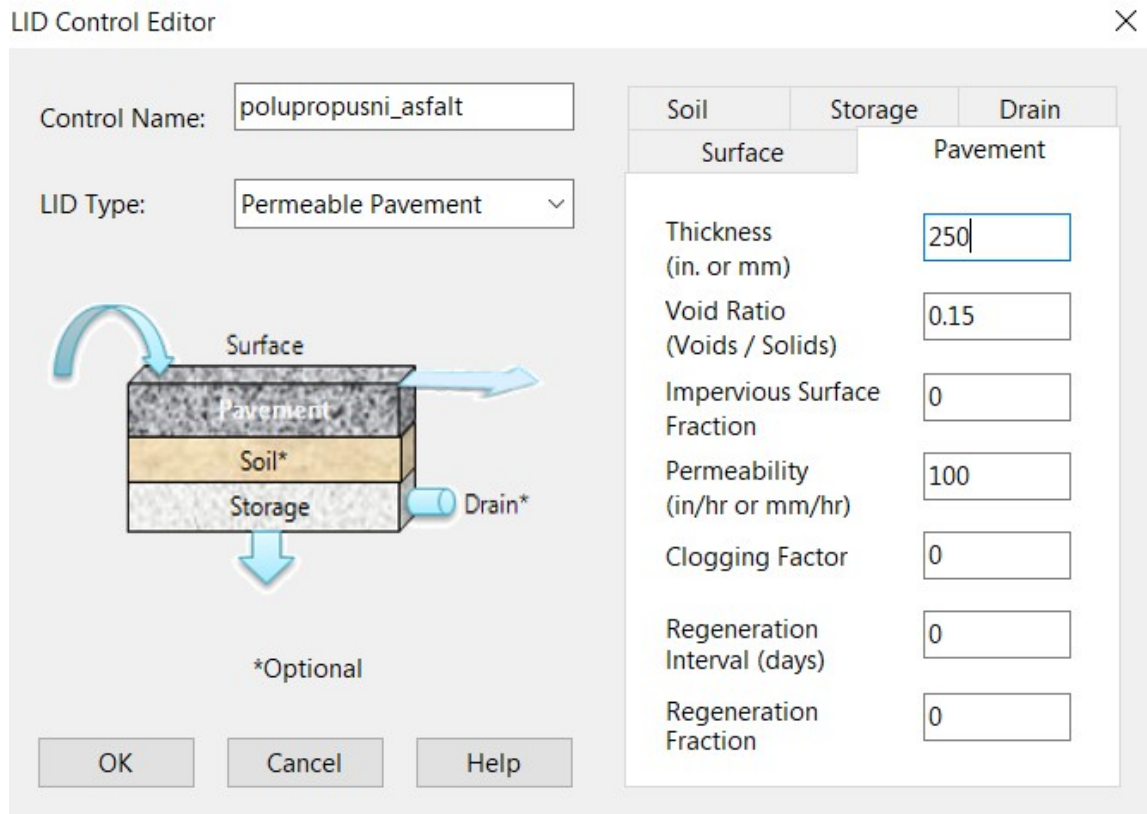 LID Control Editor
Control Name:
polupropusni_asfalt
LID Type:
Permeable Pavement
Surface
Pavement
Soil*
Storage
Drain*
*Optional
OK
Cancel
Help
Soil
Storage
Drain
Surface
Pavement
Thickness
(in. or mm)
250
Void Ratio
(Voids / Solids)
0.15
Impervious Surface
Fraction
0
Permeability
(in/hr or mm/hr)
100
Clogging Factor
0
Regeneration
Interval (days)
0
Regeneration
Fraction
0